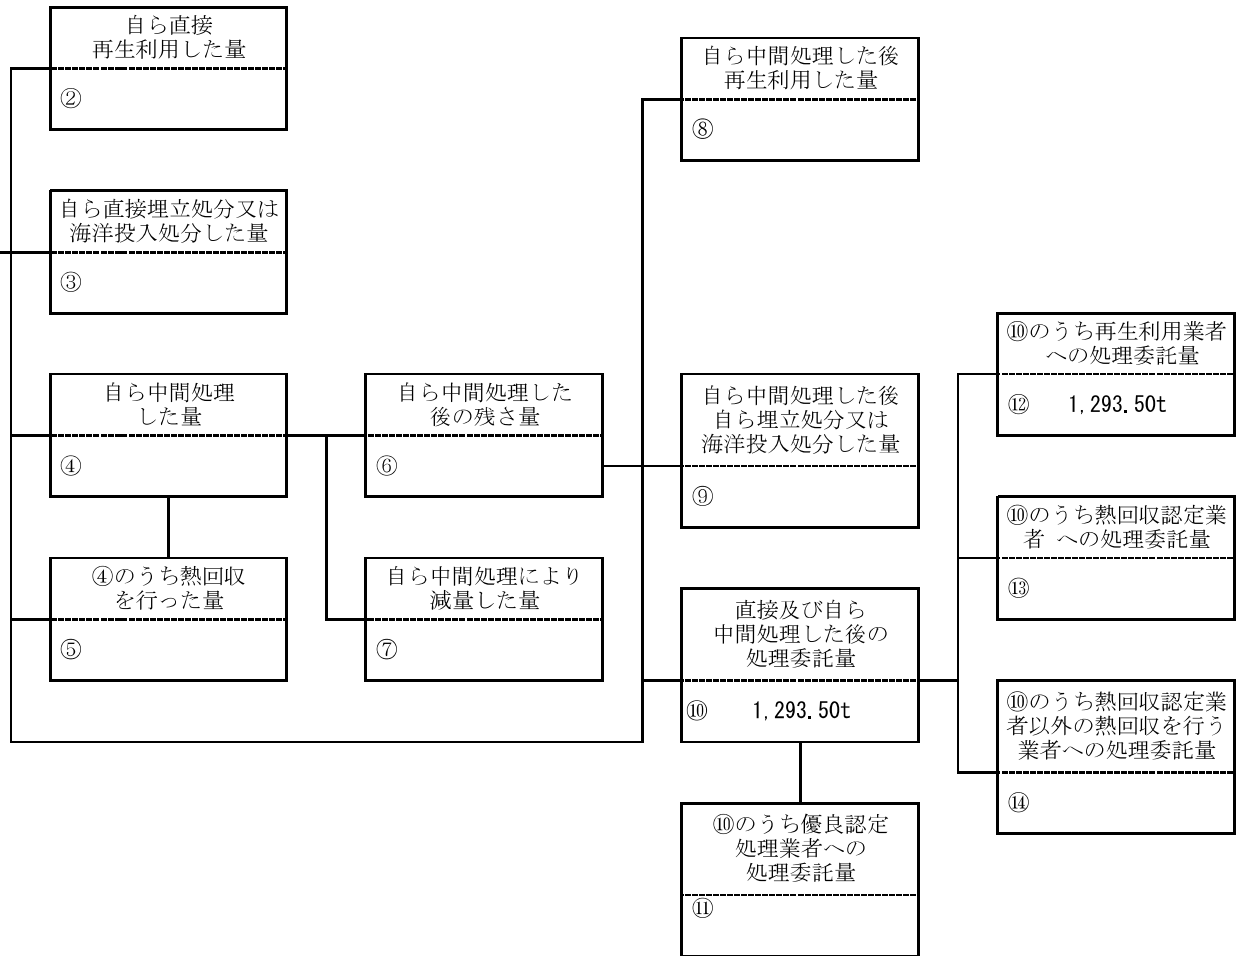 自ら直接
再生利用した量
②
自ら直接埋立処分又は
海洋投入処分した量
③
自ら中間処理
した量
④
④のうち熱回収
を行った量
⑤
自ら中間処理した
後の残さ量
⑥
自ら中間処理により
減量した量
⑦
自ら中間処理した後
再生利用した量
⑧
自ら中間処理した後
自ら埋立処分又は
海洋投入処分した量
⑨
直接及び自ら
中間処理した後の
処理委託量
⑩ 1,293.50t
⑩のうち優良認定
処理業者への
処理委託量
⑪
⑩のうち再生利用業者
への処理委託量
⑫ 1,293.50t
⑩のうち熱回収認定業
者 への処理委託量
⑬
⑩のうち熱回収認定業
者以外の熱回収を行う
業者への処理委託量
⑭